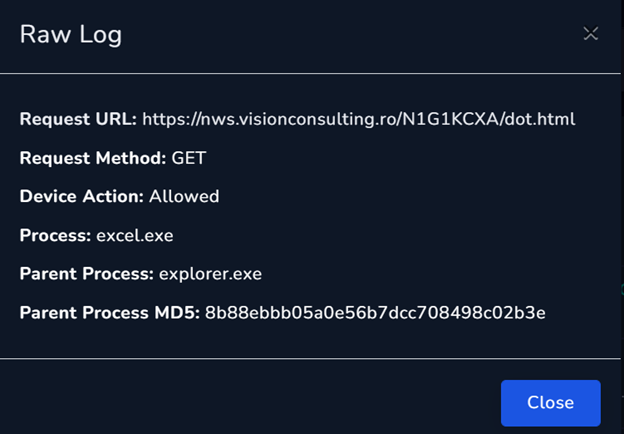 Raw Log
Request URL: https://nws.visionconsulting.ro/N1G1KCXA/dot.html
Request Method: GET
Device Action: Allowed
Process: excel.exe
Parent Process: explorer.exe
Parent Process MD5: 8b88ebbb05a0e56b7dcc708498c02b3e
Close